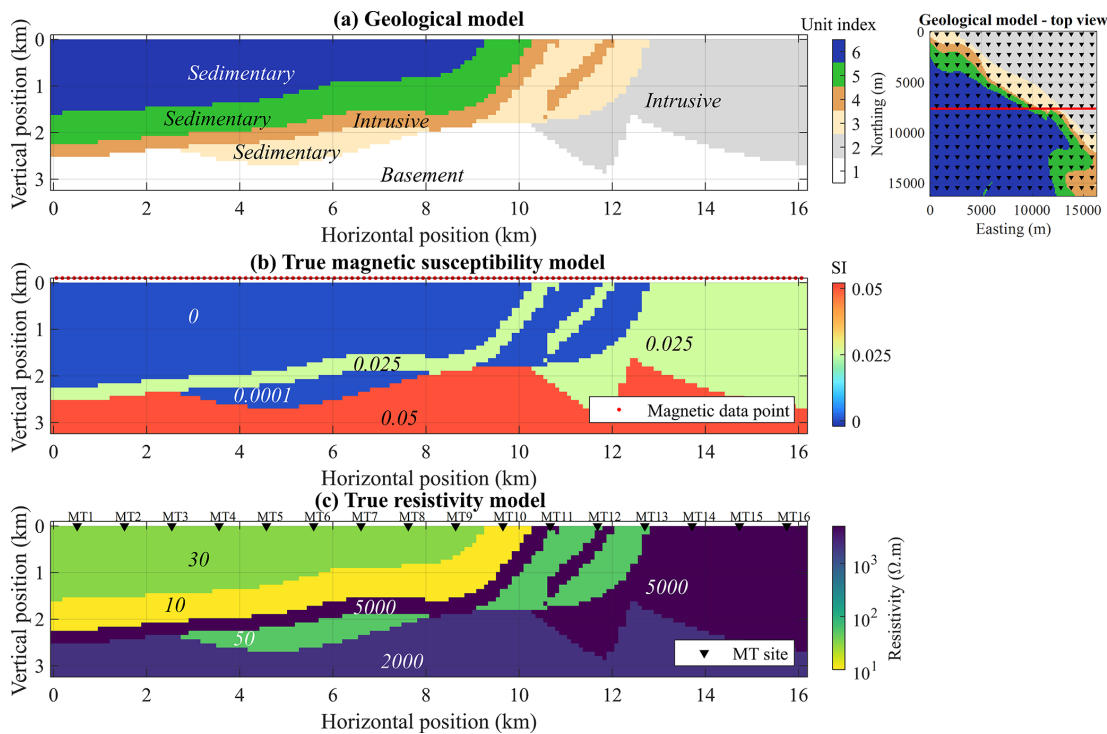 (a) Geological model
Unit index
Geological model - top view
Vertical position (km)
0
1
2
3
Sedimentary
Sedimentary
Intrusive
Sedimentary
Basement
Intrusive
0 2 4 6 8 10 12 14 16
Horizontal position (km)
6
5
4
3
2
1
Northing (m)
0
5000
10000
15000
0 5000 10000 15000
Easting (m)
(b) True magnetic susceptibility model
SI
Vertical position (km)
0
1
2
3
0
0.025
0.0001
0.05
0.025
Magnetic data point
0 2 4 6 8 10 12 14 16
Horizontal position (km)
0.05
0.025
0
(c) True resistivity model
MT1 MT2 MT3 MT4 MT5 MT6 MT7 MT8 MT9 MT10 MT11 MT12 MT13 MT14 MT15 MT16
Vertical position (km)
0
1
2
3
30
10
5000
50
2000
5000
MT site
0 2 4 6 8 10 12 14 16
Horizontal position (km)
10³
10²
10¹
Resistivity (Ω.m)